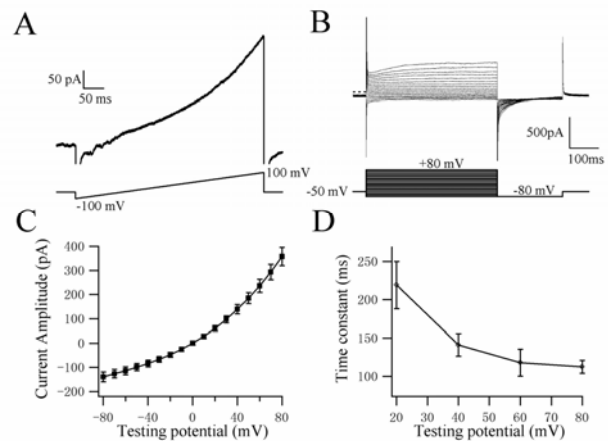 A
50 pA
50 ms
-100 mV
100 mV
B
500pA
100ms
+80 mV
-50 mV
-80 mV
C
Current Amplitude (pA)
400
300
200
100
0
-100
-200
-80
-40
0
40
80
Testing potential (mV)
D
Time constant (ms)
250
200
150
100
20
30
40
50
60
70
80
Testing potential (mV)